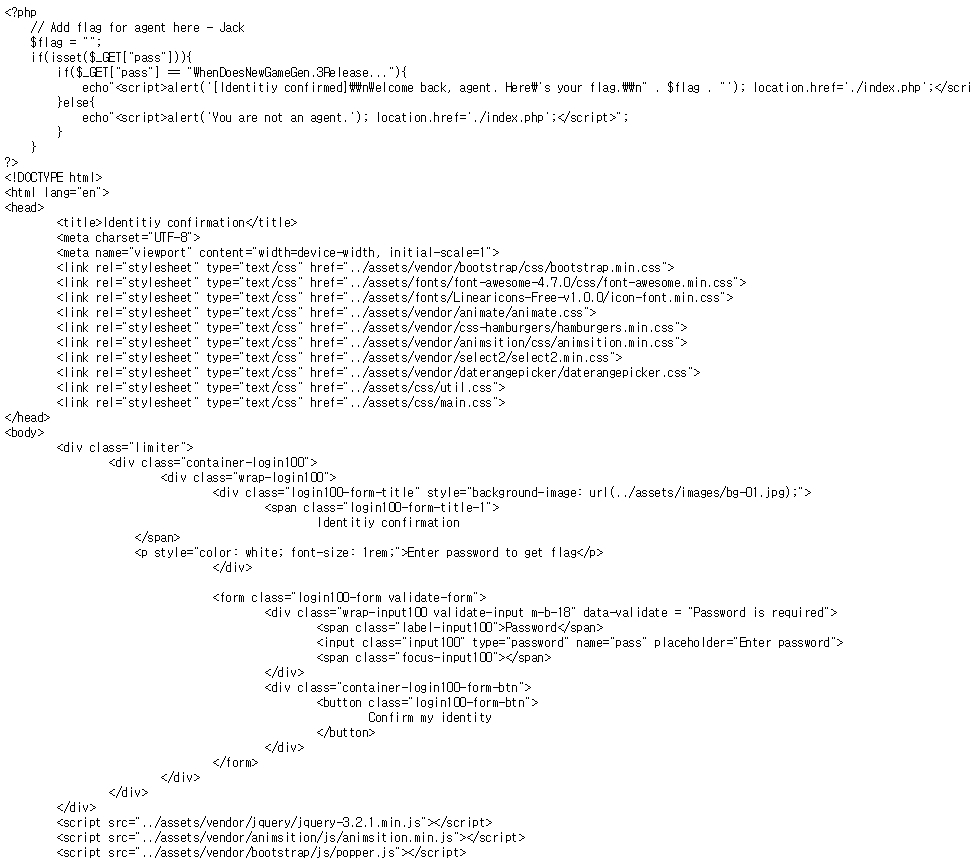 <?php
    // Add flag for agent here - Jack
    $flag = "";
    if(isset($_GET["pass"])){
        if($_GET["pass"] == "WhenDoesNewGameGen.3Release..."){
            echo"<script>alert('[Identitiy confirmed]₩₩nWelcome back, agent. Here₩'s your flag.₩₩n" . $flag . "'); location.href='./index.php';</scri
        }else{
            echo"<script>alert('You are not an agent.'); location.href='./index.php';</script>";
        }
    }
?>
<!DOCTYPE html>
<html lang="en">
<head>
        <title>Identitiy confirmation</title>
        <meta charset="UTF-8">
        <meta name="viewport" content="width=device-width, initial-scale=1">
        <link rel="stylesheet" type="text/css" href="../assets/vendor/bootstrap/css/bootstrap.min.css">
        <link rel="stylesheet" type="text/css" href="../assets/fonts/font-awesome-4.7.0/css/font-awesome.min.css">
        <link rel="stylesheet" type="text/css" href="../assets/fonts/Linearicons-Free-v1.0.0/icon-font.min.css">
        <link rel="stylesheet" type="text/css" href="../assets/vendor/animate/animate.css">
        <link rel="stylesheet" type="text/css" href="../assets/vendor/css-hamburgers/hamburgers.min.css">
        <link rel="stylesheet" type="text/css" href="../assets/vendor/animsition/css/animsition.min.css">
        <link rel="stylesheet" type="text/css" href="../assets/vendor/select2/select2.min.css">
        <link rel="stylesheet" type="text/css" href="../assets/vendor/daterangepicker/daterangepicker.css">
        <link rel="stylesheet" type="text/css" href="../assets/css/util.css">
        <link rel="stylesheet" type="text/css" href="../assets/css/main.css">
</head>
<body>
        <div class="limiter">
                <div class="container-login100">
                        <div class="wrap-login100">
                                <div class="login100-form-title" style="background-image: url(../assets/images/bg-01.jpg);">
                                        <span class="login100-form-title-1">
                                                Identitiy confirmation
                    </span>
                    <p style="color: white; font-size: 1rem;">Enter password to get flag</p>
                                </div>

                                <form class="login100-form validate-form">
                                        <div class="wrap-input100 validate-input m-b-18" data-validate = "Password is required">
                                                <span class="label-input100">Password</span>
                                                <input class="input100" type="password" name="pass" placeholder="Enter password">
                                                <span class="focus-input100"></span>
                                        </div>
                                        <div class="container-login100-form-btn">
                                                <button class="login100-form-btn">
                                                        Confirm my identity
                                                </button>
                                        </div>
                                </form>
                        </div>
                </div>
        </div>
        <script src="../assets/vendor/jquery/jquery-3.2.1.min.js"></script>
        <script src="../assets/vendor/animsition/js/animsition.min.js"></script>
        <script src="../assets/vendor/bootstrap/js/popper.js"></script>